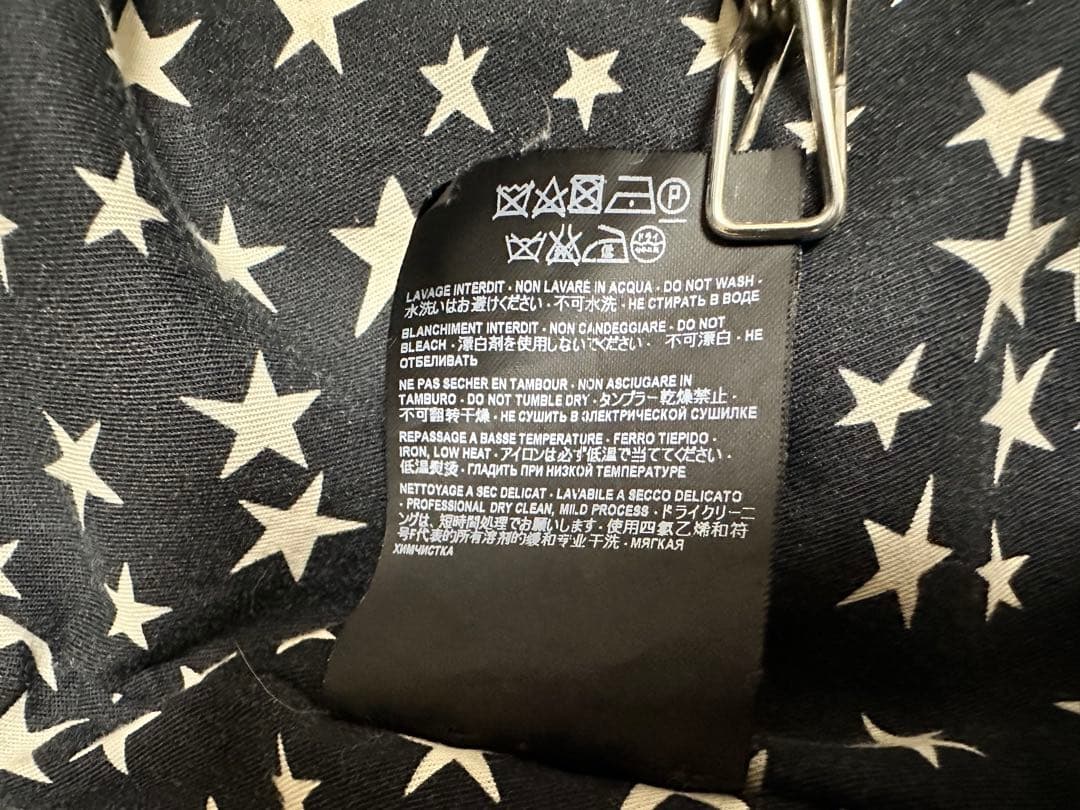 P
ドライ
LAVAGE INTERDIT · NON LAVARE IN ACQUA · DO NOT WASH ·
水洗いはお避けください · 不可水洗 · НЕ СТИРАТЬ В ВОДЕ
BLANCHIMENT INTERDIT · NON CANDEGGIARE · DO NOT
BLEACH · 漂白剤を使用しないでください · 不可漂白 · НЕ
ОТБЕЛИВАТЬ
NE PAS SECHER EN TAMBOUR · NON ASCIUGARE IN
TAMBURO · DO NOT TUMBLE DRY · タンブラー乾燥禁止 ·
不可翻转干燥 · НЕ СУШИТЬ В ЭЛЕКТРИЧЕСКОЙ СУШИЛКЕ
REPASSAGE A BASSE TEMPERATURE · FERRO TIEPIDO ·
IRON, LOW HEAT · アイロンは必ず低温で当ててください ·
低温熨烫 · ГЛАДИТЬ ПРИ НИЗКОЙ ТЕМПЕРАТУРЕ
NETTOYAGE A SEC DELICAT · LAVABILE A SECCO DELICATO
· PROFESSIONAL DRY CLEAN, MILD PROCESS · ドライクリーニ
ングは、短時間処理でお願いします · 使用四氯乙烯和符
号F代表的所有溶剂的缓和专业干洗 · МЯГКАЯ
ХИМЧИСТКА